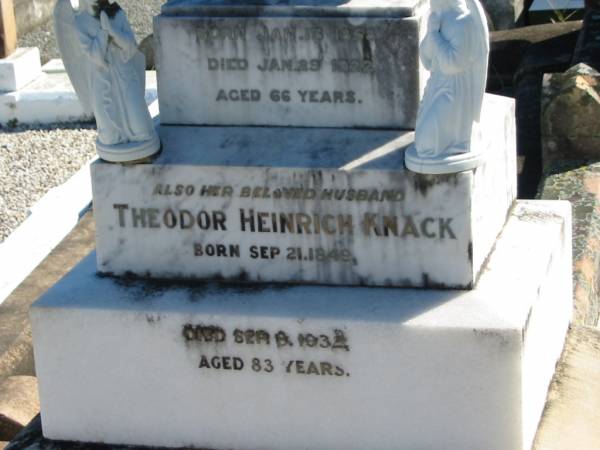 BORN JAN.
DIED JAN.29 1922
AGED 66 YEARS.
ALSO HER BELOVED HUSBAND
THEODOR HEINRICH KNACK
BORN SEP 21.1849.
DIED SEP 8.
AGED 83 YEARS.